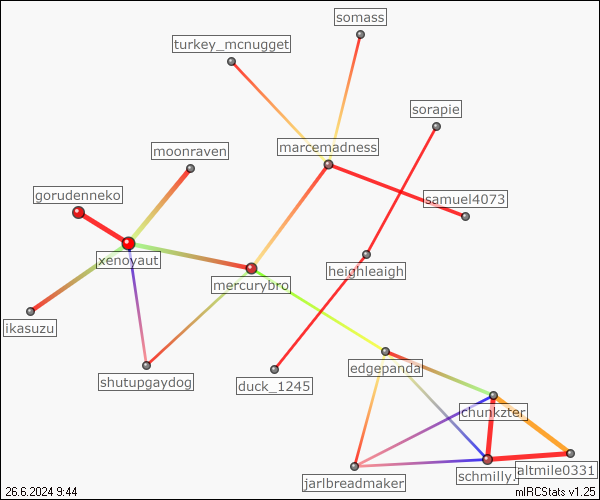 somass
turkey_mcnugget
sorapie
marcemadness
moonraven
gorudenneko
samuel4073
xenoyaut
heighleaigh
mercurybro
ikasuzu
edgepanda
shutupgaydog
duck_1245
chunkzter
schmilly.
altmile0331
jarlbreadmaker
26.6.2024 9:44
mIRCStats v1.25